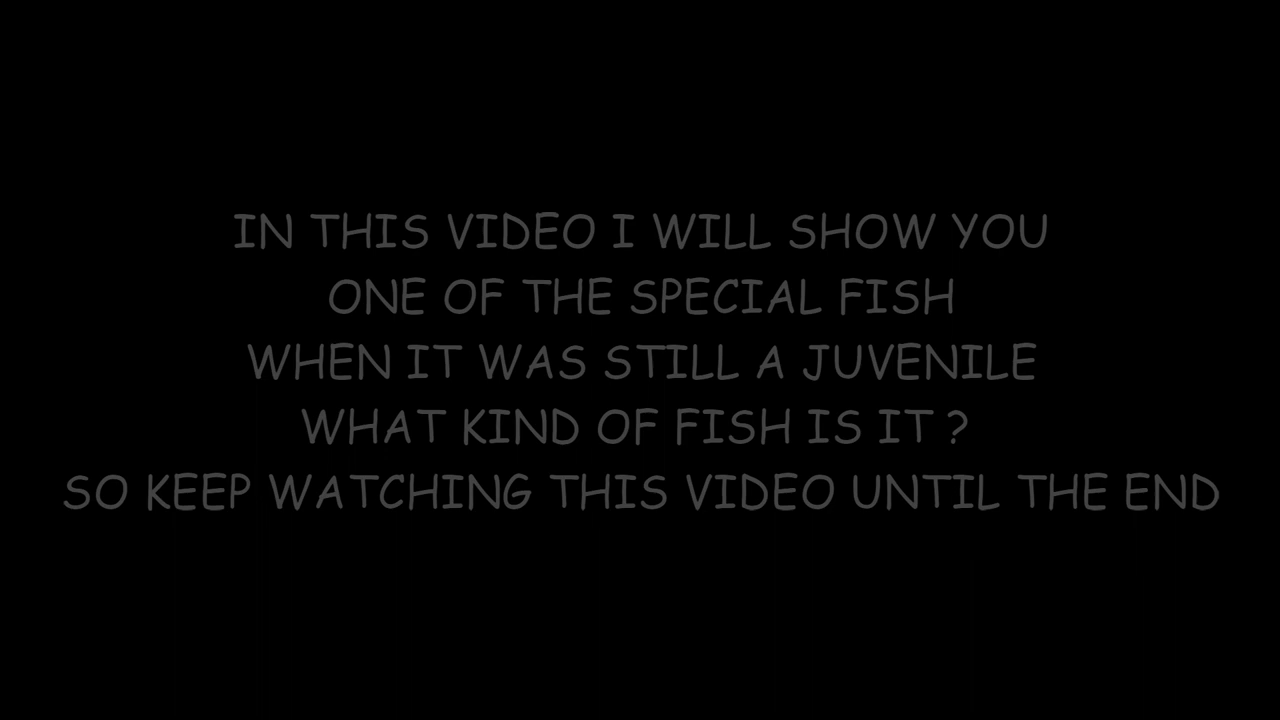 IN THIS VIDEO I WILL SHOW YOU
ONE OF THE SPECIAL FISH
WHEN IT WAS STILL A JUVENILE
WHAT KIND OF FISH IS IT ?
SO KEEP WATCHING THIS VIDEO UNTIL THE END